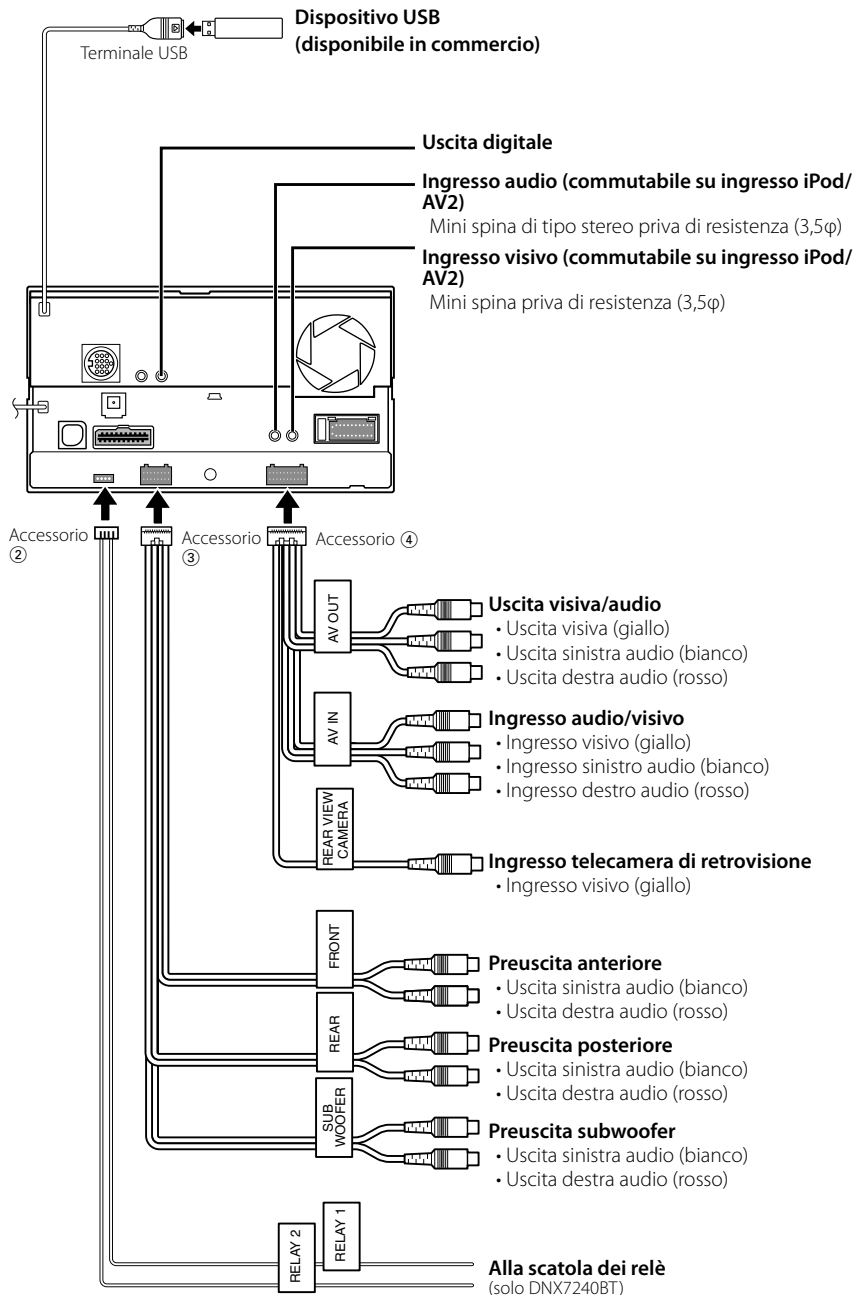 Dispositivo USB
(disponibile in commercio)
Terminale USB
Uscita digitale
Ingresso audio (commutabile su ingresso iPod/
AV2)
Mini spina di tipo stereo priva di resistenza (3,5φ)
Ingresso visivo (commutabile su ingresso iPod/
AV2)
Mini spina priva di resistenza (3,5φ)
Accessorio
②
Accessorio
③
Accessorio ④
AV OUT
Uscita visiva/audio
• Uscita visiva (giallo)
• Uscita sinistra audio (bianco)
• Uscita destra audio (rosso)
AV IN
Ingresso audio/visivo
• Ingresso visivo (giallo)
• Ingresso sinistro audio (bianco)
• Ingresso destro audio (rosso)
REAR VIEW
CAMERA
Ingresso telecamera di retrovisione
• Ingresso visivo (giallo)
FRONT
Preuscita anteriore
• Uscita sinistra audio (bianco)
• Uscita destra audio (rosso)
REAR
Preuscita posteriore
• Uscita sinistra audio (bianco)
• Uscita destra audio (rosso)
SUB
WOOFER
Preuscita subwoofer
• Uscita sinistra audio (bianco)
• Uscita destra audio (rosso)
RELAY 2
RELAY 1
Alla scatola dei relè
(solo DNX7240BT)